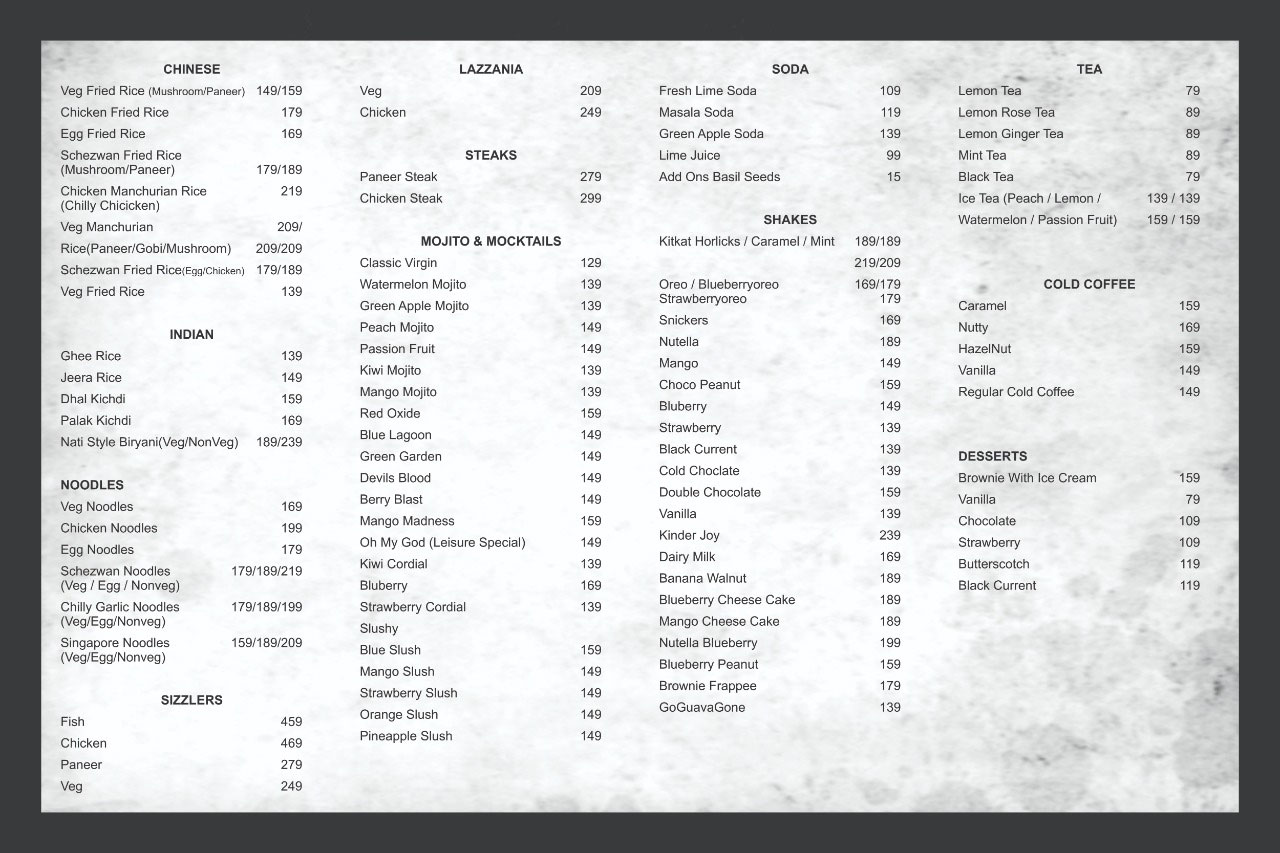 CHINESE
Veg Fried Rice (Mushroom/Paneer) 149/159
Chicken Fried Rice 179
Egg Fried Rice 169
Schezwan Fried Rice
(Mushroom/Paneer) 179/189
Chicken Manchurian Rice 219
(Chilly Chicicken)
Veg Manchurian 209/
Rice(Paneer/Gobi/Mushroom) 209/209
Schezwan Fried Rice(Egg/Chicken) 179/189
Veg Fried Rice 139
INDIAN
Ghee Rice 139
Jeera Rice 149
Dhal Kichdi 159
Palak Kichdi 169
Nati Style Biryani(Veg/NonVeg) 189/239
NOODLES
Veg Noodles 169
Chicken Noodles 199
Egg Noodles 179
Schezwan Noodles 179/189/219
(Veg / Egg / Nonveg)
Chilly Garlic Noodles 179/189/199
(Veg/Egg/Nonveg)
Singapore Noodles 159/189/209
(Veg/Egg/Nonveg)
SIZZLERS
Fish 459
Chicken 469
Paneer 279
Veg 249
LAZZANIA
Veg 209
Chicken 249
STEAKS
Paneer Steak 279
Chicken Steak 299
MOJITO & MOCKTAILS
Classic Virgin 129
Watermelon Mojito 139
Green Apple Mojito 139
Peach Mojito 149
Passion Fruit 149
Kiwi Mojito 139
Mango Mojito 139
Red Oxide 159
Blue Lagoon 149
Green Garden 149
Devils Blood 149
Berry Blast 149
Mango Madness 159
Oh My God (Leisure Special) 149
Kiwi Cordial 139
Bluberry 169
Strawberry Cordial 139
Slushy
Blue Slush 159
Mango Slush 149
Strawberry Slush 149
Orange Slush 149
Pineapple Slush 149
SODA
Fresh Lime Soda 109
Masala Soda 119
Green Apple Soda 139
Lime Juice 99
Add Ons Basil Seeds 15
SHAKES
Kitkat Horlicks / Caramel / Mint 189/189
219/209
Oreo / Blueberryoreo 169/179
Strawberryoreo 179
Snickers 169
Nutella 189
Mango 149
Choco Peanut 159
Bluberry 149
Strawberry 139
Black Current 139
Cold Choclate 139
Double Chocolate 159
Vanilla 139
Kinder Joy 239
Dairy Milk 169
Banana Walnut 189
Blueberry Cheese Cake 189
Mango Cheese Cake 189
Nutella Blueberry 199
Blueberry Peanut 159
Brownie Frappee 179
GoGuavaGone 139
TEA
Lemon Tea 79
Lemon Rose Tea 89
Lemon Ginger Tea 89
Mint Tea 89
Black Tea 79
Ice Tea (Peach / Lemon / 139 / 139
Watermelon / Passion Fruit) 159 / 159
COLD COFFEE
Caramel 159
Nutty 169
HazelNut 159
Vanilla 149
Regular Cold Coffee 149
DESSERTS
Brownie With Ice Cream 159
Vanilla 79
Chocolate 109
Strawberry 109
Butterscotch 119
Black Current 119